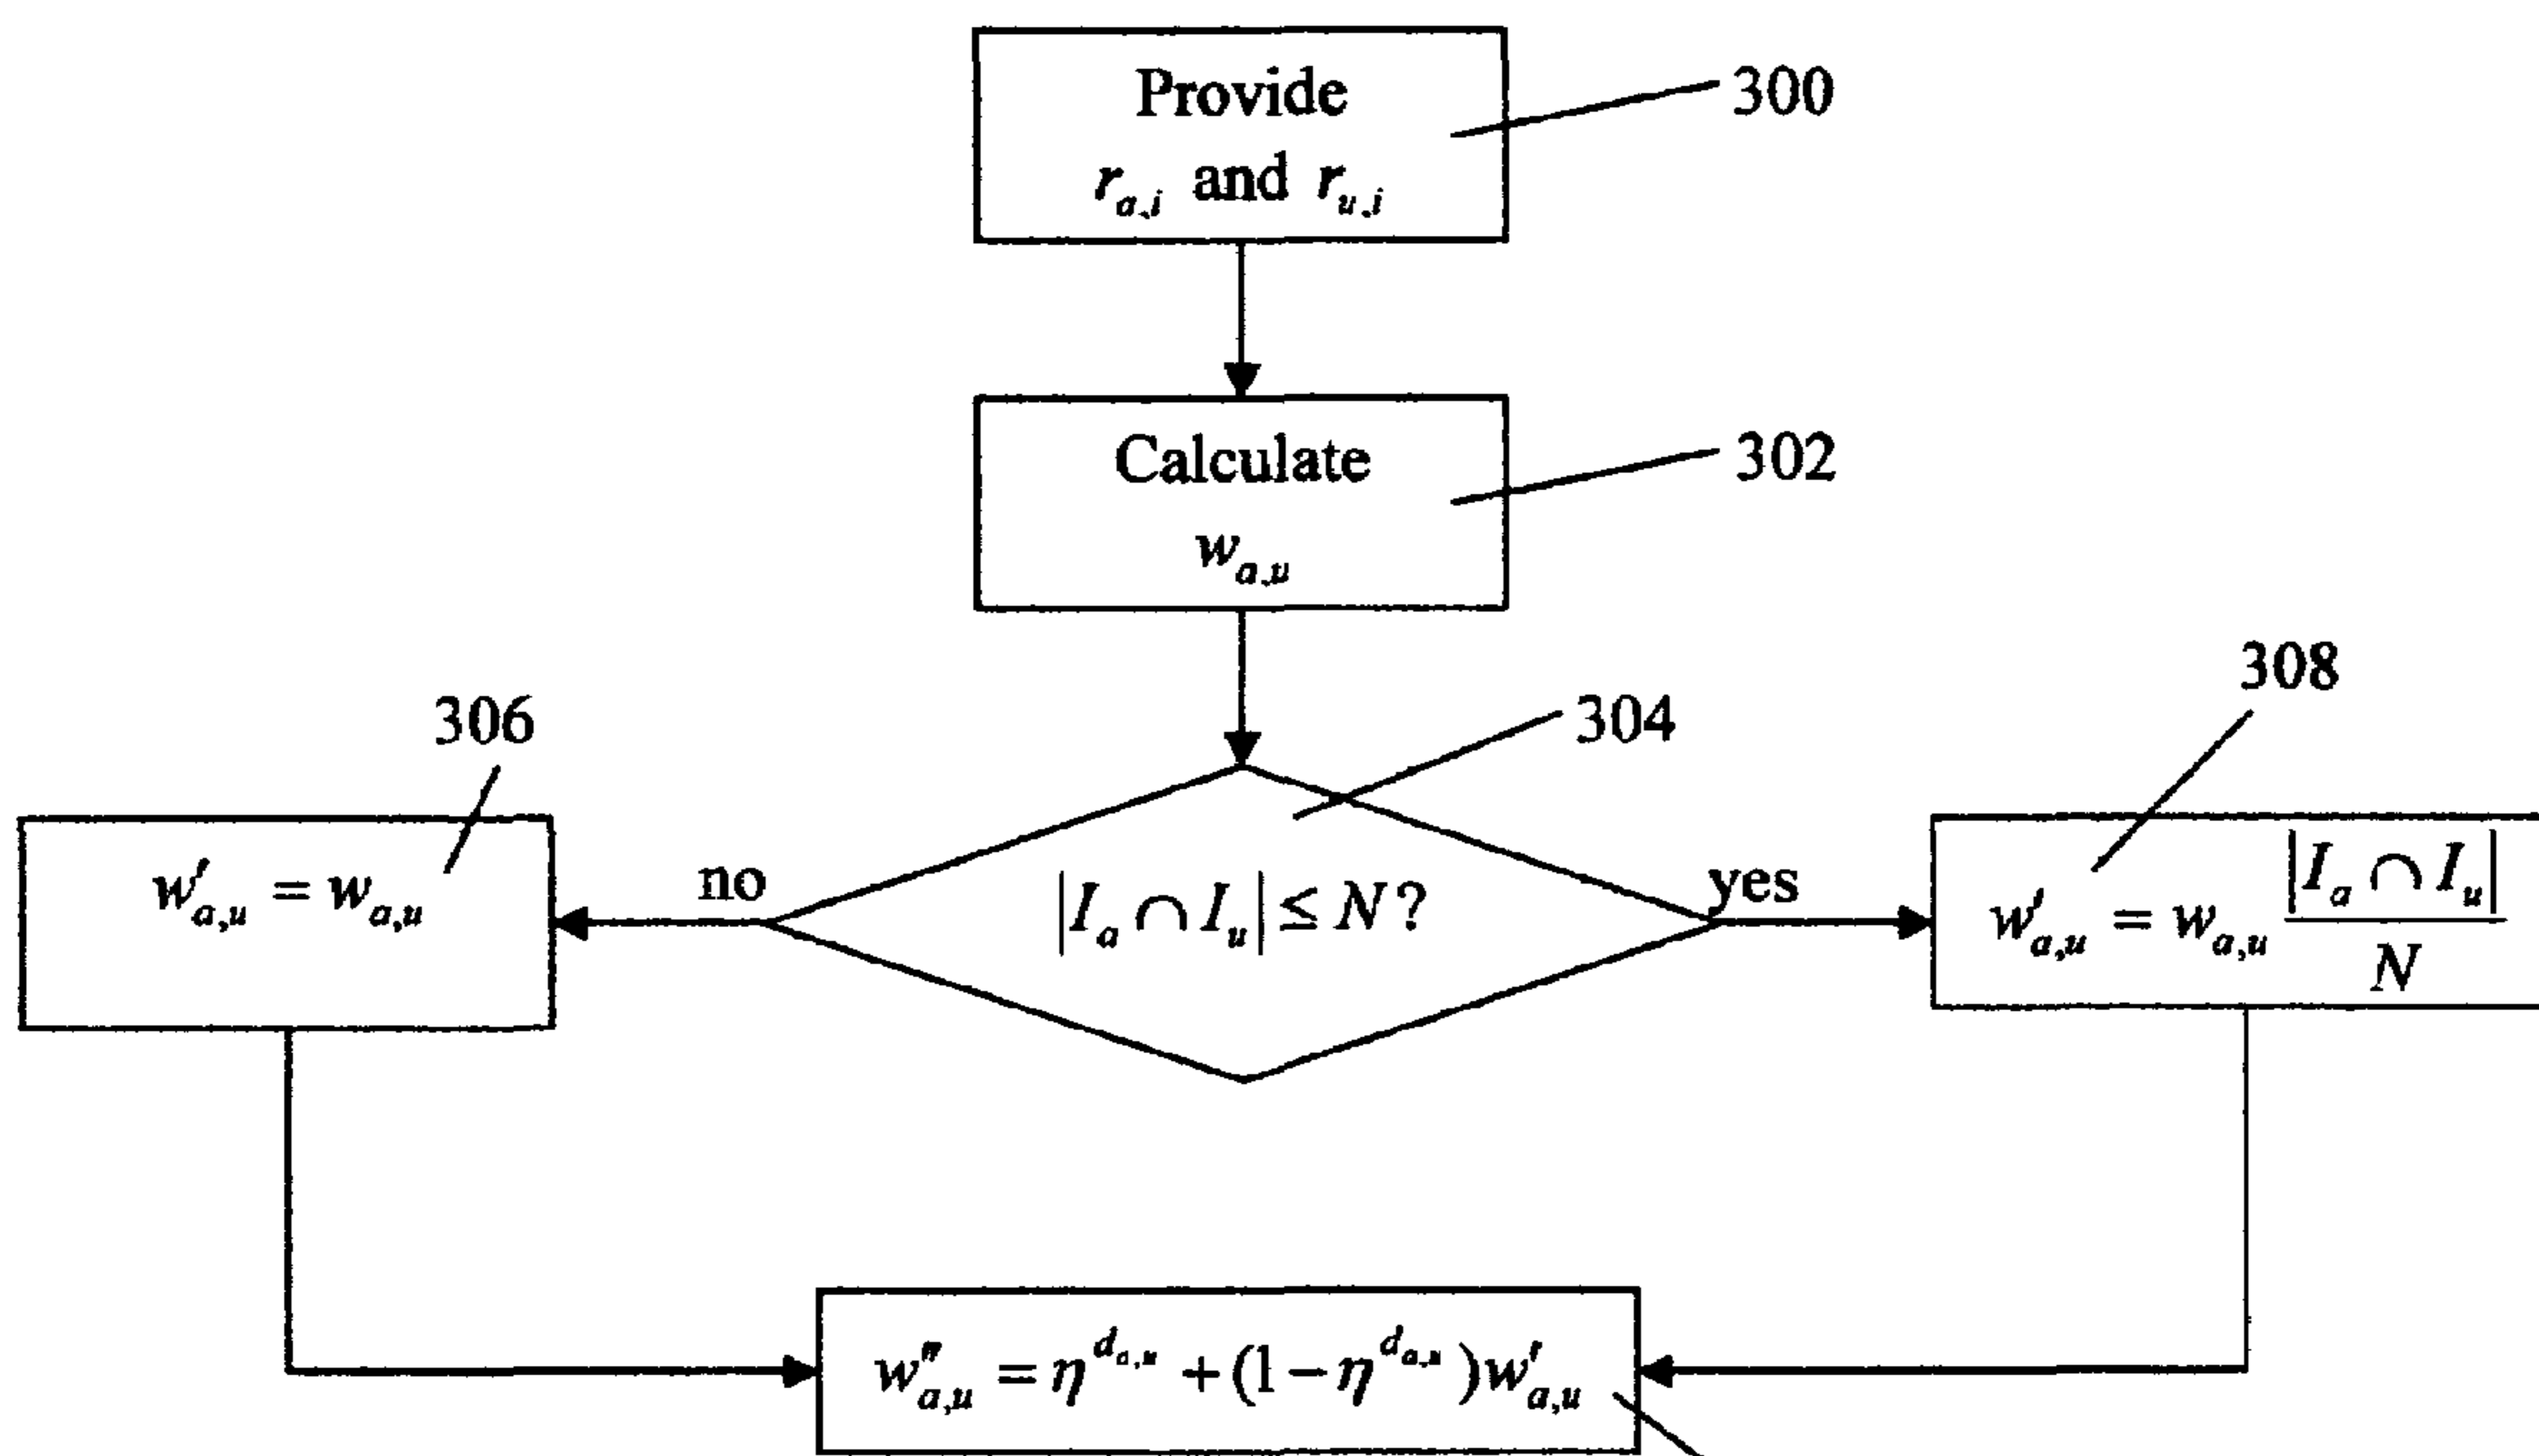 Provide
r_{a,i} and r_{u,i}
300
Calculate
w_{a,u}
302
304
306
308
w'_{a,u} = w_{a,u}
no
|I_a ∩ I_u| ≤ N?
yes
w'_{a,u} = w_{a,u} |I_a ∩ I_u| / N
w''_{a,u} = η^{d_{a,u}} + (1 − η^{d_{a,u}})w'_{a,u}